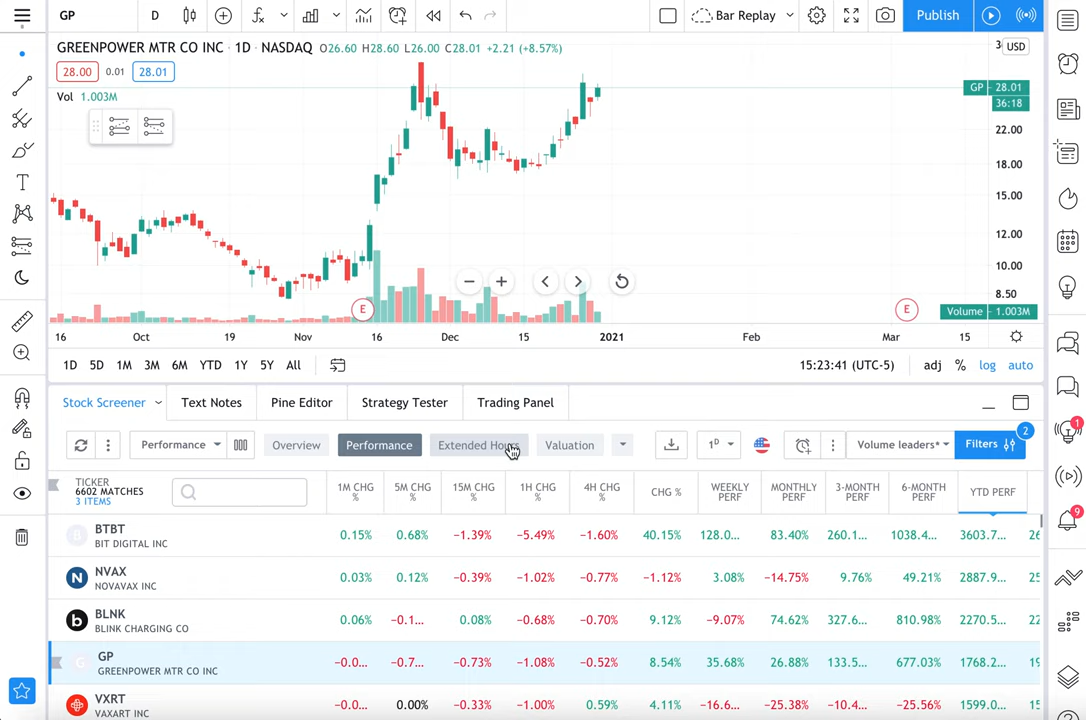 GP
D
Bar Replay
Publish
GREENPOWER MTR CO INC · 1D · NASDAQ O26.60 H28.60 L26.00 C28.01 +2.21 (+8.57%)
USD
28.00 0.01 28.01
Vol 1.003M
GP 28.01
36:18
22.00
18.00
15.00
12.00
10.00
8.50
E
E
Volume 1.003M
16 Oct 19 Nov 16 Dec 15 2021 Feb Mar 15
1D 5D 1M 3M 6M YTD 1Y 5Y All
15:23:41 (UTC-5) adj % log auto
Stock Screener Text Notes Pine Editor Strategy Tester Trading Panel
Performance Overview Performance Extended Hours Valuation 1D Volume leaders* Filters 2
TICKER
6602 MATCHES
3 ITEMS
1M CHG %
5M CHG %
15M CHG %
1H CHG %
4H CHG %
CHG %
WEEKLY PERF
MONTHLY PERF
3-MONTH PERF
6-MONTH PERF
YTD PERF
BTBT
BIT DIGITAL INC
0.15% 0.68% −1.39% −5.49% −1.60% 40.15% 128.0... 83.40% 260.1... 1038.4... 3603.7...
NVAX
NOVAVAX INC
0.03% 0.12% −0.39% −1.02% −0.77% −1.12% 3.08% −14.75% 9.76% 49.21% 2887.9...
BLNK
BLINK CHARGING CO
0.06% −0.1... 0.08% −0.68% −0.70% 9.12% −9.07% 74.62% 327.6... 810.98% 2270.5...
GP
GREENPOWER MTR CO INC
−0.0... −0.7... −0.73% −1.08% −0.52% 8.54% 35.68% 26.88% 133.5... 677.03% 1768.2...
VXRT
VAXART INC
−0.0... 0.00% −0.33% −1.00% 0.59% 4.11% −16.6... −25.38% −10.4... −25.56% 1599.0...
1
9